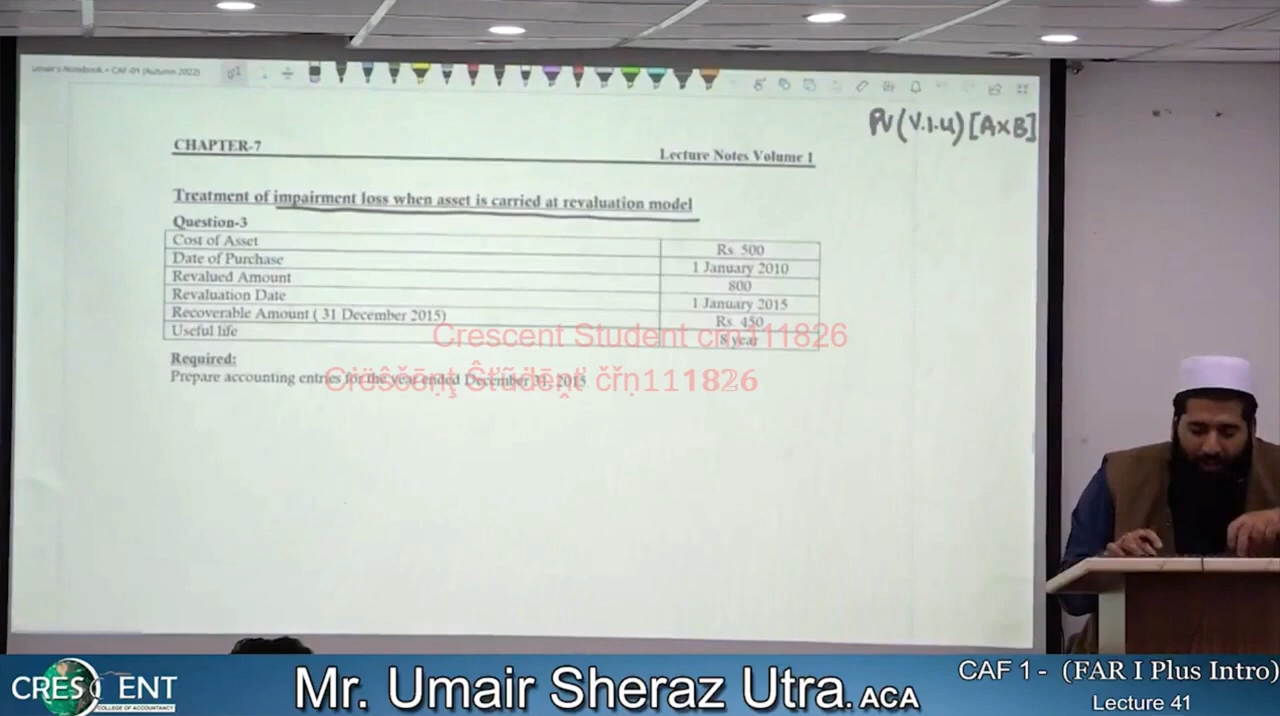 umair's Notebook » CAF-01 (Autumn 2022)
PV (V.I.U) [A×B]
CHAPTER-7
Lecture Notes Volume 1
Treatment of impairment loss when asset is carried at revaluation model
Question-3
Cost of Asset Rs. 500
Date of Purchase 1 January 2010
Revalued Amount 800
Revaluation Date 1 January 2015
Recoverable Amount ( 31 December 2015) Rs. 450
Useful life 8 year
Crescent Student crn111826
Required:
Prepare accounting entries for the year ended December 31, 2015
CRESCENT
COLLEGE OF ACCOUNTANCY
Mr. Umair Sheraz Utra. ACA
CAF 1 - (FAR I Plus Intro)
Lecture 41